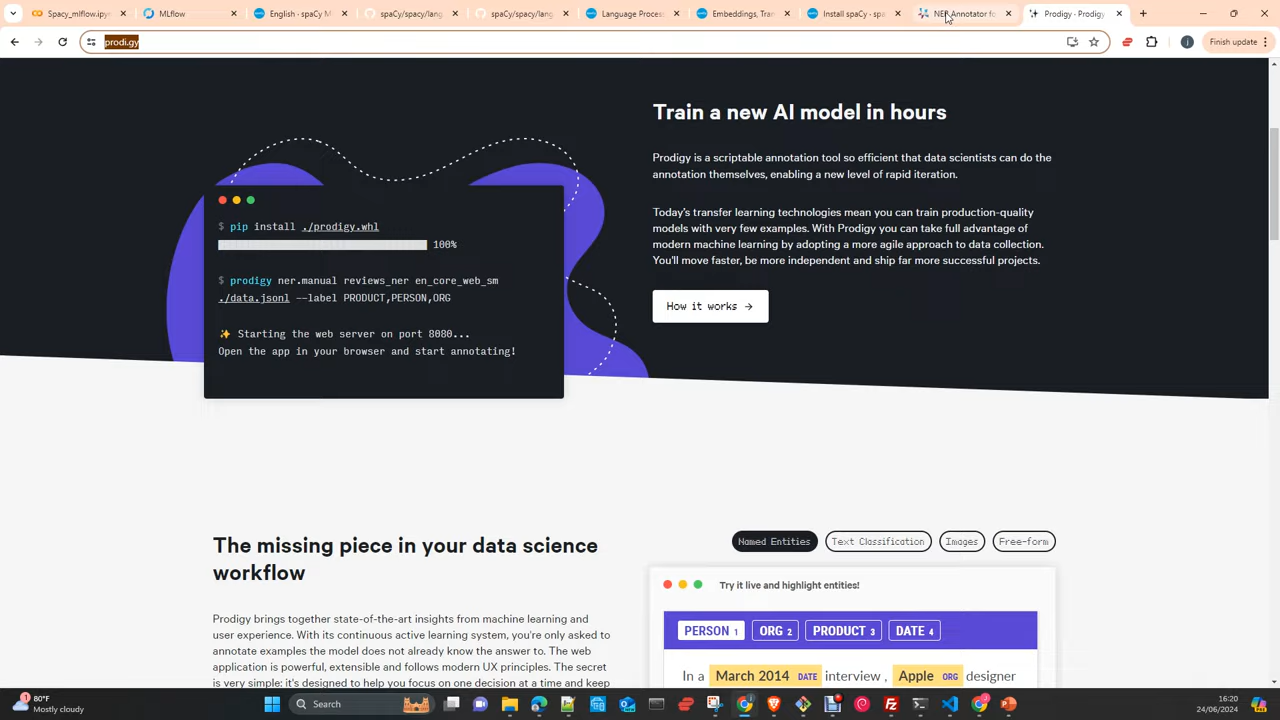 Spacy_mlflow.ipyn
MLflow
English · spaCy M
spaCy/spacy/lang
spaCy/spacy/lang
Language Proces
Embeddings, Tra
Install spaCy · spa
NER Annotator fo
Prodigy · Prodigy
prodi.gy
Finish update
Train a new AI model in hours
Prodigy is a scriptable annotation tool so efficient that data scientists can do the
annotation themselves, enabling a new level of rapid iteration.
Today's transfer learning technologies mean you can train production-quality
models with very few examples. With Prodigy you can take full advantage of
modern machine learning by adopting a more agile approach to data collection.
You'll move faster, be more independent and ship far more successful projects.
How it works →
$ pip install ./prodigy.whl
100%
$ prodigy ner.manual reviews_ner en_core_web_sm
./data.jsonl --label PRODUCT,PERSON,ORG
✨ Starting the web server on port 8080...
Open the app in your browser and start annotating!
The missing piece in your data science
workflow
Prodigy brings together state-of-the-art insights from machine learning and
user experience. With its continuous active learning system, you're only asked to
annotate examples the model does not already know the answer to. The web
application is powerful, extensible and follows modern UX principles. The secret
is very simple: it's designed to help you focus on one decision at a time and keep
Named Entities
Text Classification
Images
Free-form
Try it live and highlight entities!
PERSON 1
ORG 2
PRODUCT 3
DATE 4
In a March 2014 DATE interview , Apple ORG designer
1
80°F
Mostly cloudy
Search
16:20
24/06/2024